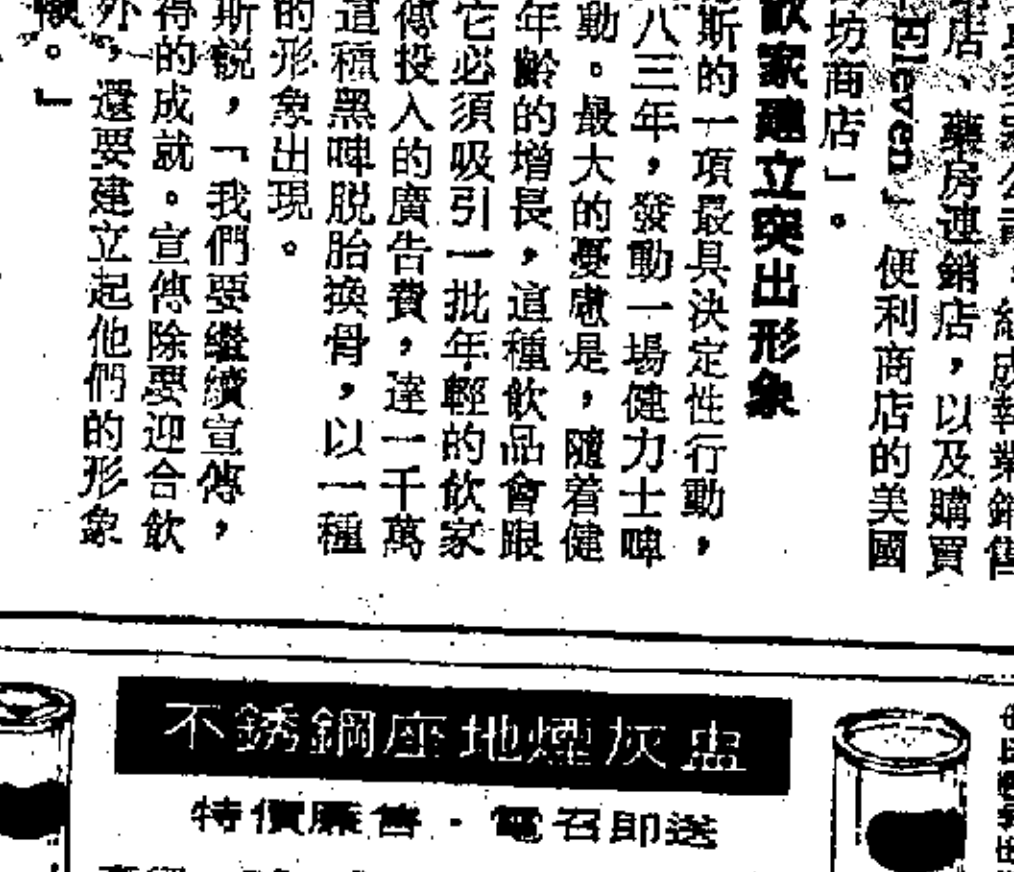 店、藥房連銷店，以及購買
Eleven」便利商店的美國
坊商店」。
飲家建立突出形象
斯的一項最具決定性行動，
八三年，發動一場健力士啤
動。最大的憂慮是，隨着健
年齡的增長，這種飲品會跟
它必須吸引一批年輕的飲家
傳投入的廣告費，達一千萬
這種黑啤脫胎換骨，以一種
的形象出現。
斯說，「我們要繼續宣傳，
得的成就。宣傳除要迎合飲
外，還要建立起他們的形象
。」
不銹鋼座地煙灰盅
特價廉售．電召即送